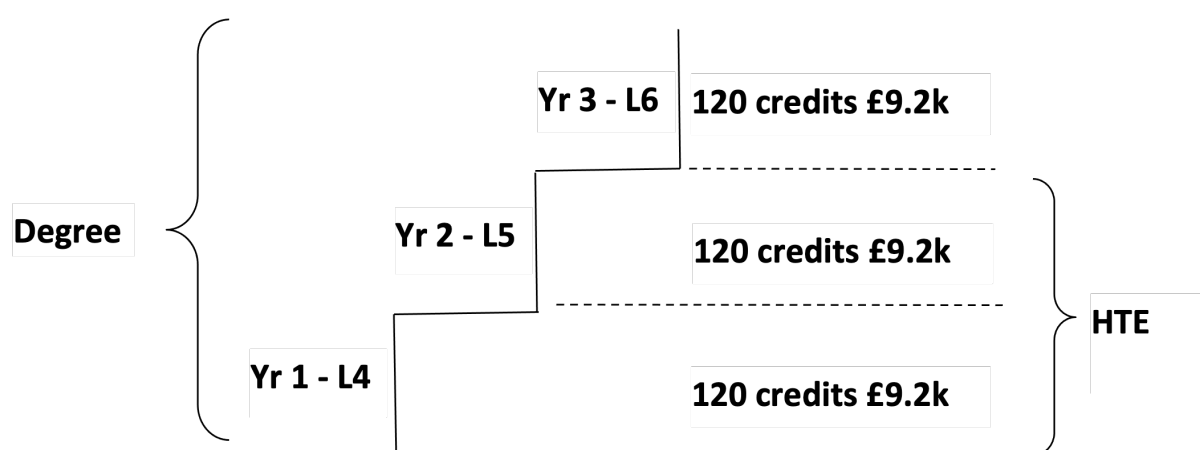 Yr 3 - L6
120 credits £9.2k
Degree
Yr 2 - L5
120 credits £9.2k
HTE
Yr 1 - L4
120 credits £9.2k